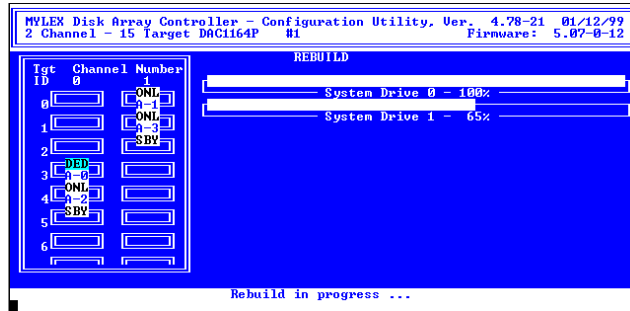 MYLEX Disk Array Controller - Configuration Utility, Ver. 4.78-21 01/12/99
2 Channel - 15 Target DAC1164P #1 Firmware: 5.07-0-12
REBUILD
Tgt Channel Number
ID 0 1
ONL
0 A-1
ONL
1 A-3
SBY
2
DED
3 A-0
ONL
4 A-2
SBY
5
6
System Drive 0 - 100%
System Drive 1 - 65%
Rebuild in progress ...